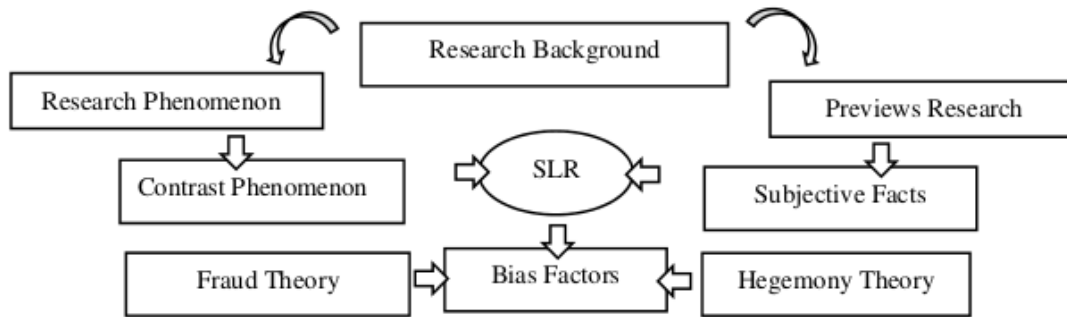 Research Background
Research Phenomenon
Previews Research
Contrast Phenomenon
SLR
Subjective Facts
Fraud Theory
Bias Factors
Hegemony Theory